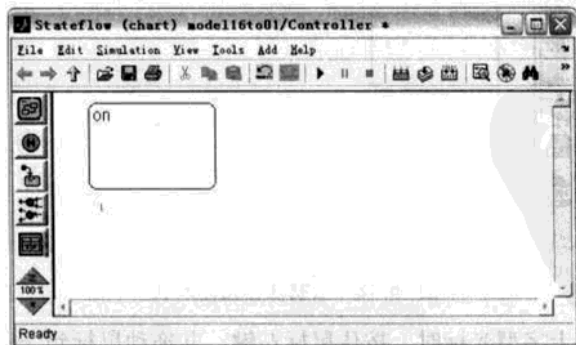 Stateflow (chart) model16to01/Controller *
File Edit Simulation View Tools Add Help
on
100%
Ready